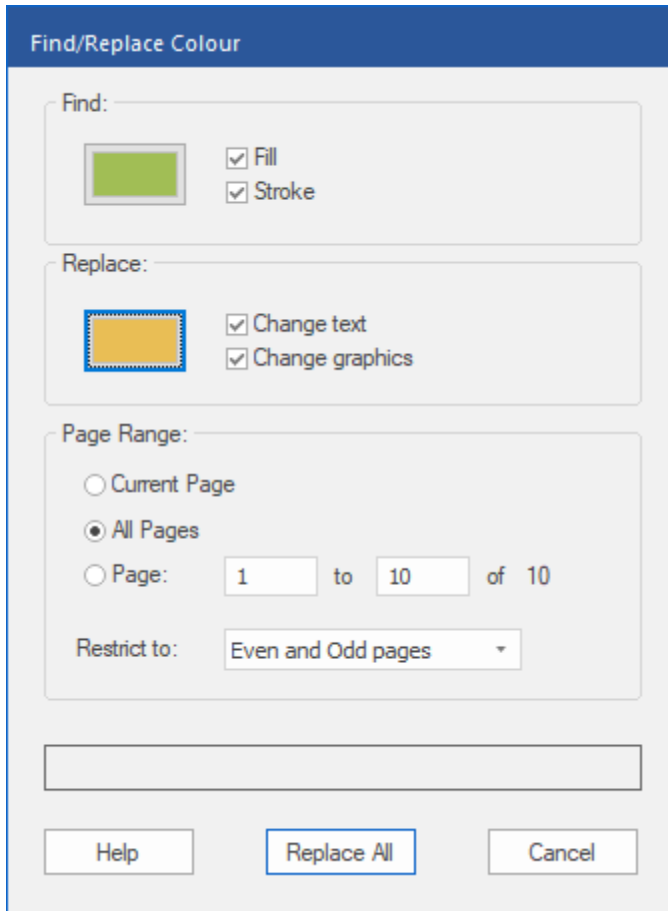 Find/Replace Colour
Find:
Fill
Stroke
Replace:
Change text
Change graphics
Page Range:
Current Page
All Pages
Page: 1 to 10 of 10
Restrict to: Even and Odd pages
Help Replace All Cancel